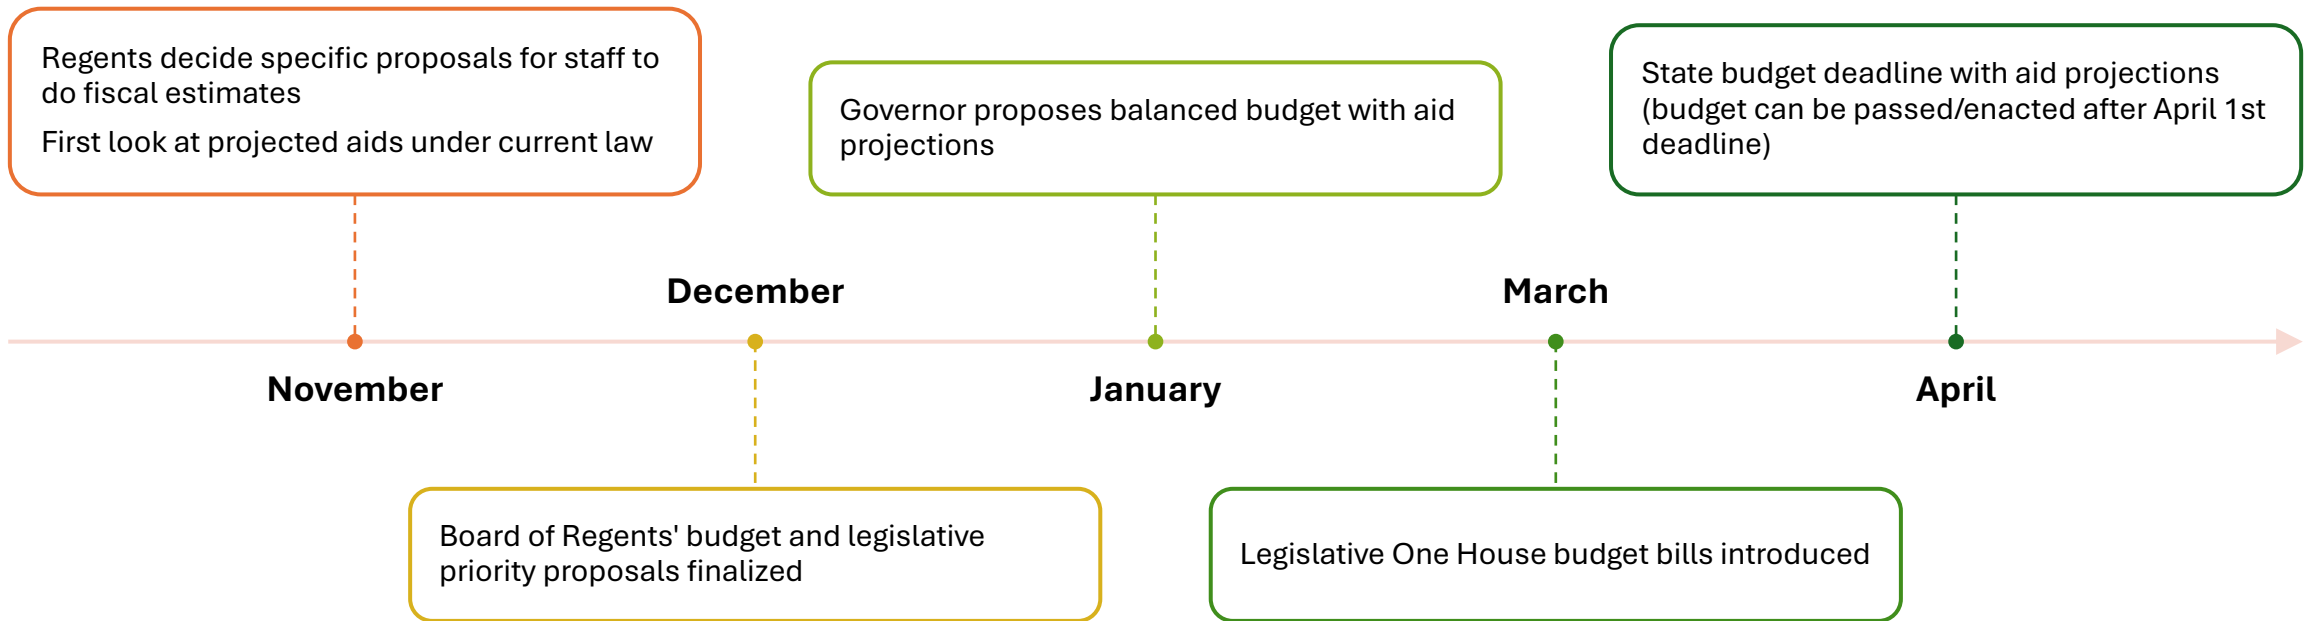 Regents decide specific proposals for staff to
do fiscal estimates
First look at projected aids under current law
Governor proposes balanced budget with aid
projections
State budget deadline with aid projections
(budget can be passed/enacted after April 1st
deadline)
December
March
November
January
April
Board of Regents' budget and legislative
priority proposals finalized
Legislative One House budget bills introduced